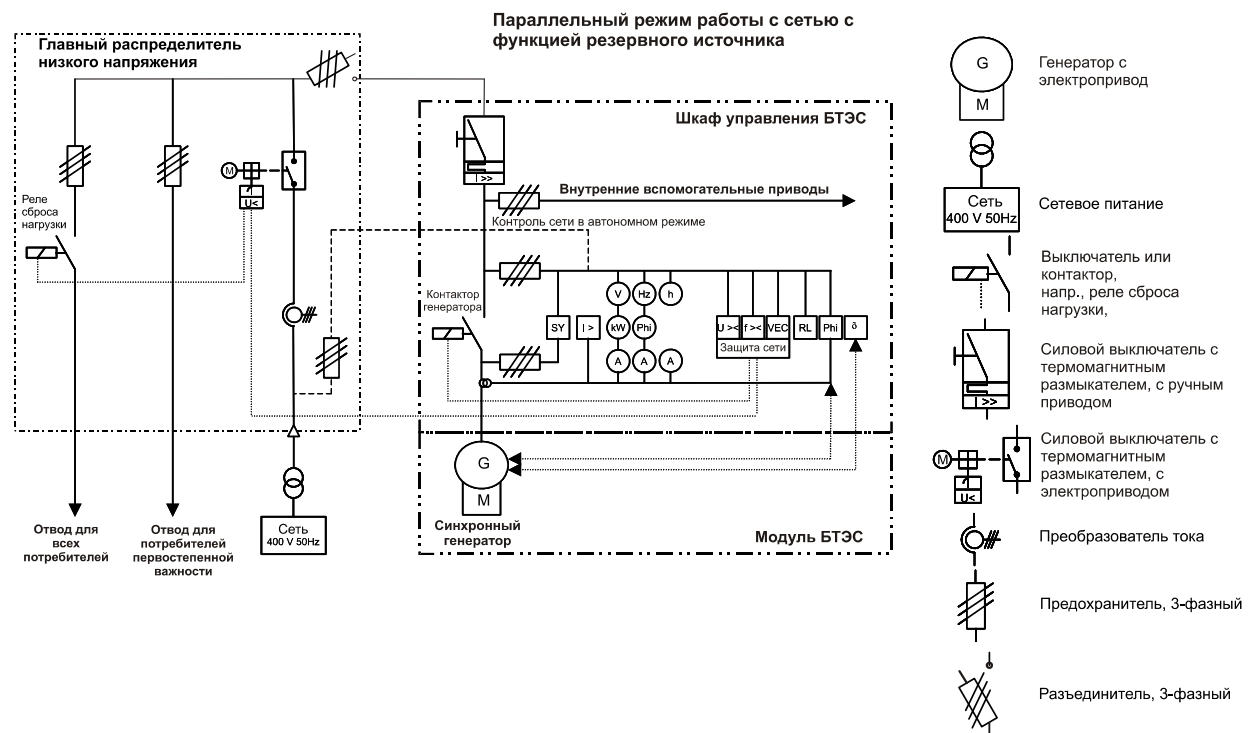 Параллельный режим работы с сетью с
функцией резервного источника
Главный распределитель
низкого напряжения
M
U<
Реле
сброса
нагрузки
Отвод для
всех
потребителей
Отвод для
потребителей
первостепенной
важности
Сеть
400 V 50Hz
Шкаф управления БТЭС
I >>
Внутренние вспомогательные приводы
Контроль сети в автономном режиме
Контактор
генератора
V
Hz
h
SY
I >
kW
Phi
U ><
f ><
VEC
RL
Phi
δ
Защита сети
A
A
A
G
M
Синхронный
генератор
Модуль БТЭС
G
M
Генератор с
электропривод
Сеть
400 V 50Hz
Сетевое питание
Выключатель или
контактор,
напр., реле сброса
нагрузки,
I >>
Силовой выключатель с
термомагнитным
размыкателем, с ручным
приводом
M
U<
Силовой выключатель с
термомагнитным
размыкателем, с
электроприводом
Преобразователь тока
Предохранитель, 3-фазный
Разъединитель, 3-фазный